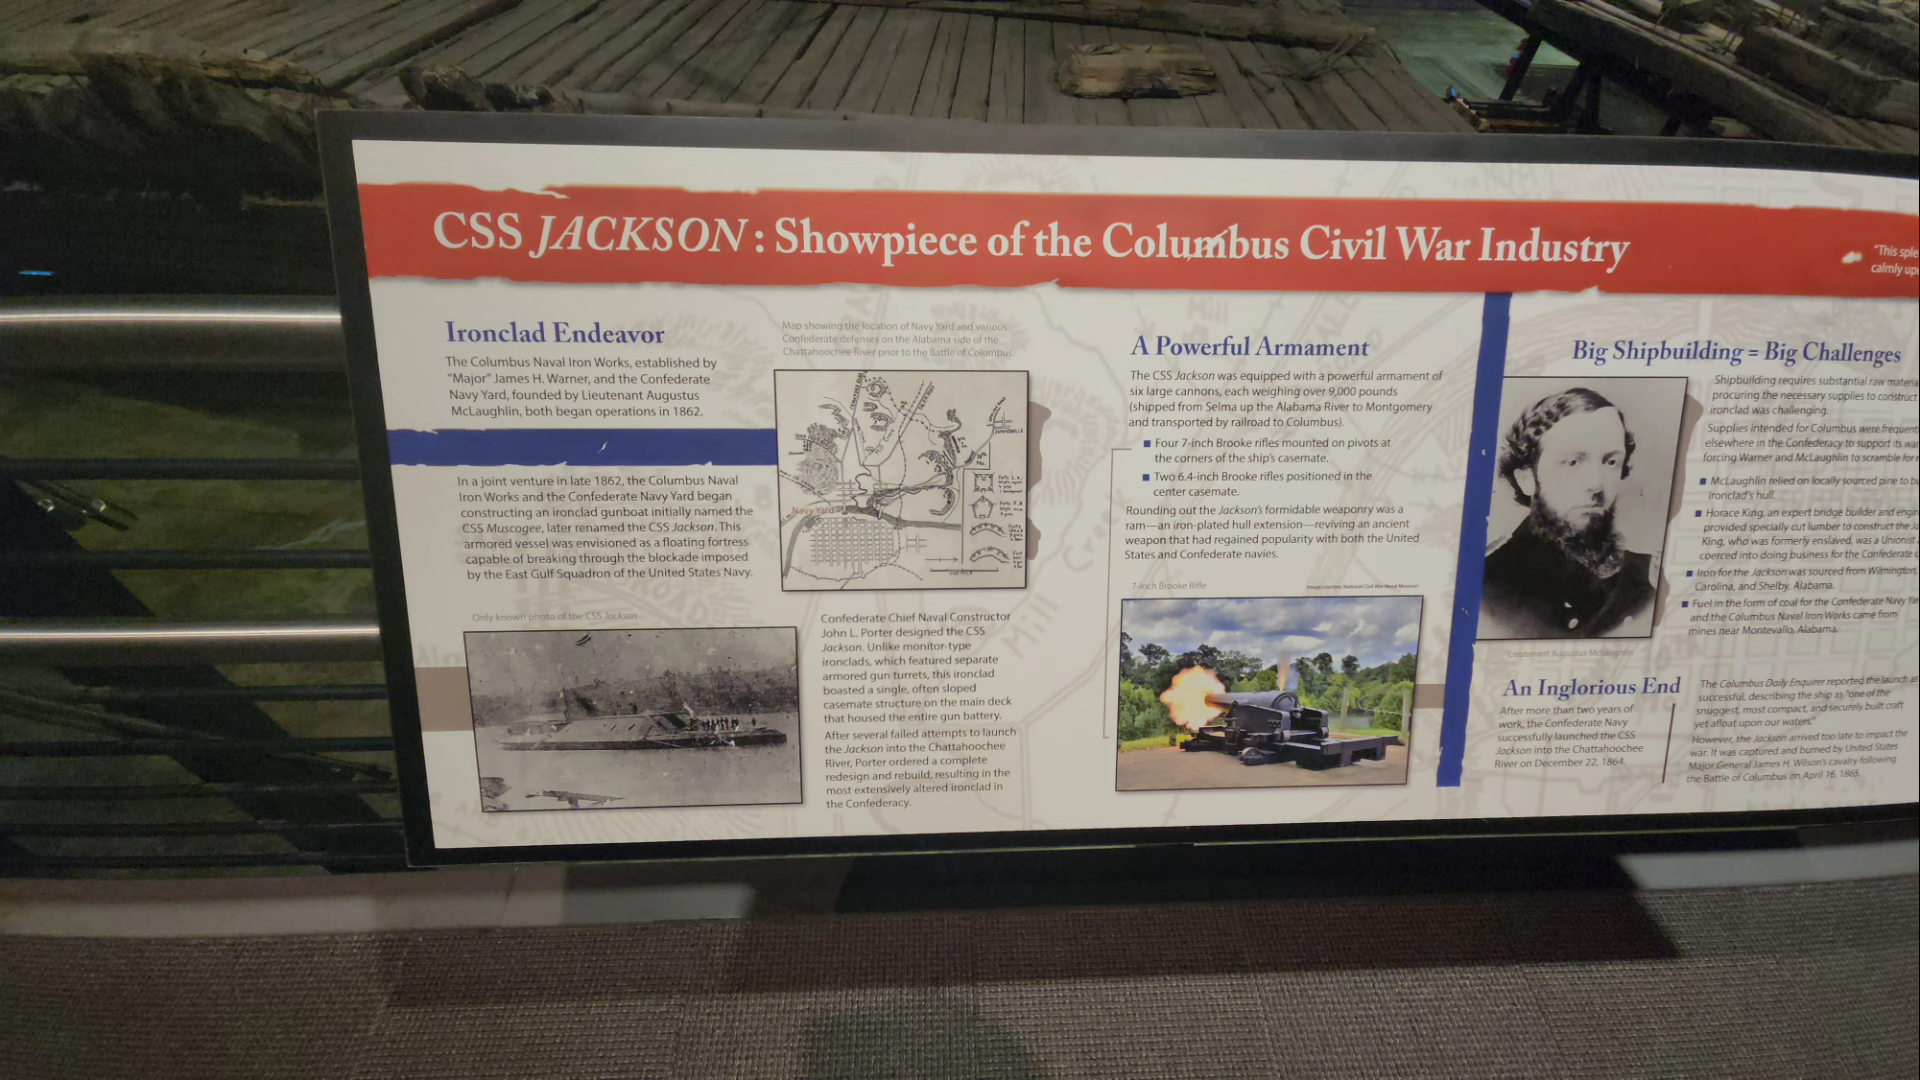 CSS JACKSON: Showpiece of the Columbus Civil War Industry
"This sple
calmly up
Ironclad Endeavor
The Columbus Naval Iron Works, established by
"Major" James H. Warner, and the Confederate
Navy Yard, founded by Lieutenant Augustus
McLaughlin, both began operations in 1862.
In a joint venture in late 1862, the Columbus Naval
Iron Works and the Confederate Navy Yard began
constructing an ironclad gunboat initially named the
CSS Muscogee, later renamed the CSS Jackson. This
armored vessel was envisioned as a floating fortress
capable of breaking through the blockade imposed
by the East Gulf Squadron of the United States Navy.
Only known photo of the CSS Jackson
Map showing the location of Navy Yard and various
Confederate defenses on the Alabama side of the
Chattahoochee River prior to the Battle of Columbus.
Navy Yard
Confederate Chief Naval Constructor
John L. Porter designed the CSS
Jackson. Unlike monitor-type
ironclads, which featured separate
armored gun turrets, this ironclad
boasted a single, often sloped
casemate structure on the main deck
that housed the entire gun battery.
After several failed attempts to launch
the Jackson into the Chattahoochee
River, Porter ordered a complete
redesign and rebuild, resulting in the
most extensively altered ironclad in
the Confederacy.
A Powerful Armament
The CSS Jackson was equipped with a powerful armament of
six large cannons, each weighing over 9,000 pounds
(shipped from Selma up the Alabama River to Montgomery
and transported by railroad to Columbus).
■ Four 7-inch Brooke rifles mounted on pivots at
the corners of the ship's casemate.
■ Two 6.4-inch Brooke rifles positioned in the
center casemate.
Rounding out the Jackson's formidable weaponry was a
ram—an iron-plated hull extension—reviving an ancient
weapon that had regained popularity with both the United
States and Confederate navies.
7-inch Brooke Rifle
Image courtesy National Civil War Naval Museum
Big Shipbuilding = Big Challenges
Shipbuilding requires substantial raw materia
procuring the necessary supplies to construct
ironclad was challenging.
Supplies intended for Columbus were frequent
elsewhere in the Confederacy to support its war
forcing Warner and McLaughlin to scramble for
■ McLaughlin relied on locally sourced pine to bu
ironclad's hull.
■ Horace King, an expert bridge builder and engin
provided specially cut lumber to construct the Ja
King, who was formerly enslaved, was a Unionist
coerced into doing business for the Confederate
■ Iron for the Jackson was sourced from Wilmington,
Carolina, and Shelby, Alabama.
■ Fuel in the form of coal for the Confederate Navy Yar
and the Columbus Naval Iron Works came from
mines near Montevallo, Alabama.
Lieutenant Augustus McLaughlin
An Inglorious End
After more than two years of
work, the Confederate Navy
successfully launched the CSS
Jackson into the Chattahoochee
River on December 22, 1864.
The Columbus Daily Enquirer reported the launch as
successful, describing the ship as "one of the
snuggest, most compact, and securely built craft
yet afloat upon our waters."
However, the Jackson arrived too late to impact the
war. It was captured and burned by United States
Major General James H. Wilson's cavalry following
the Battle of Columbus on April 16, 1865.